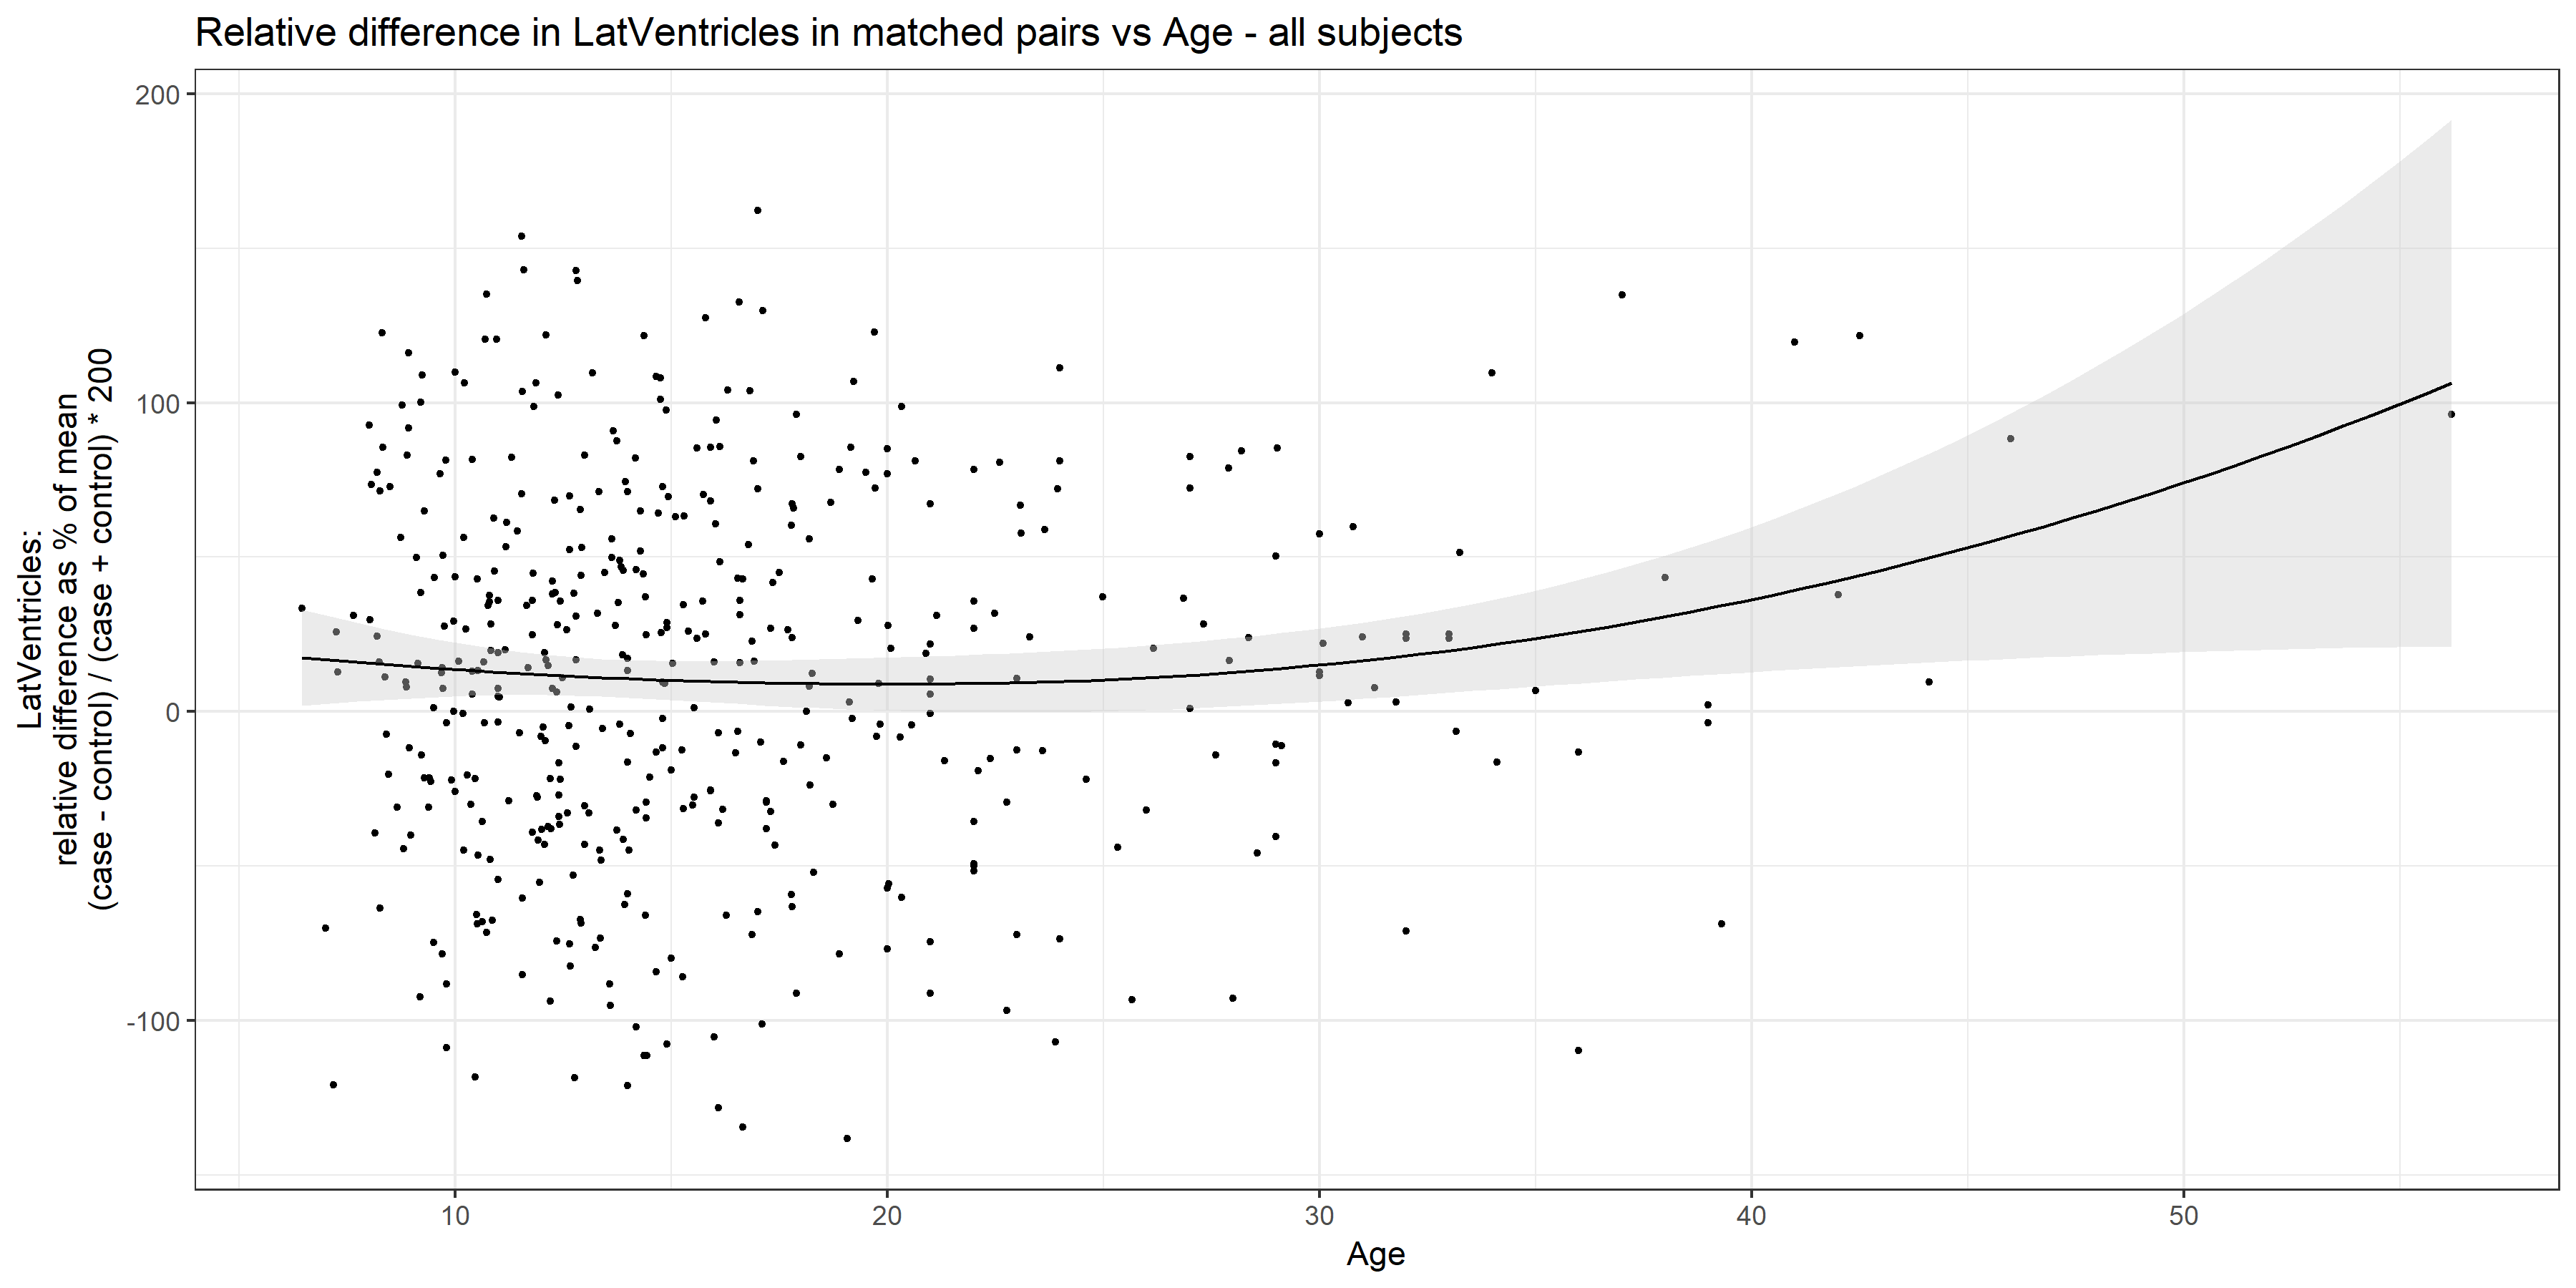 Relative difference in LatVentricles in matched pairs vs Age - all subjects
LatVentricles:
relative difference as % of mean
(case - control) / (case + control) * 200
200
100
0
-100
10
20
30
40
50
Age